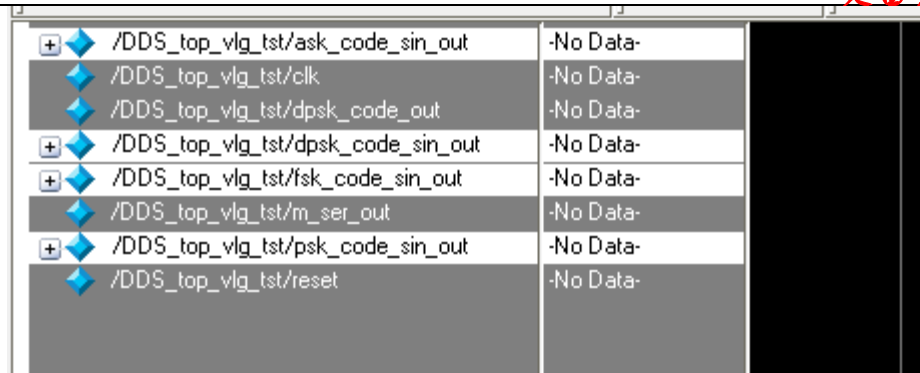 /DDS_top_vlg_tst/ask_code_sin_out -No Data-
/DDS_top_vlg_tst/clk -No Data-
/DDS_top_vlg_tst/dpsk_code_out -No Data-
/DDS_top_vlg_tst/dpsk_code_sin_out -No Data-
/DDS_top_vlg_tst/fsk_code_sin_out -No Data-
/DDS_top_vlg_tst/m_ser_out -No Data-
/DDS_top_vlg_tst/psk_code_sin_out -No Data-
/DDS_top_vlg_tst/reset -No Data-